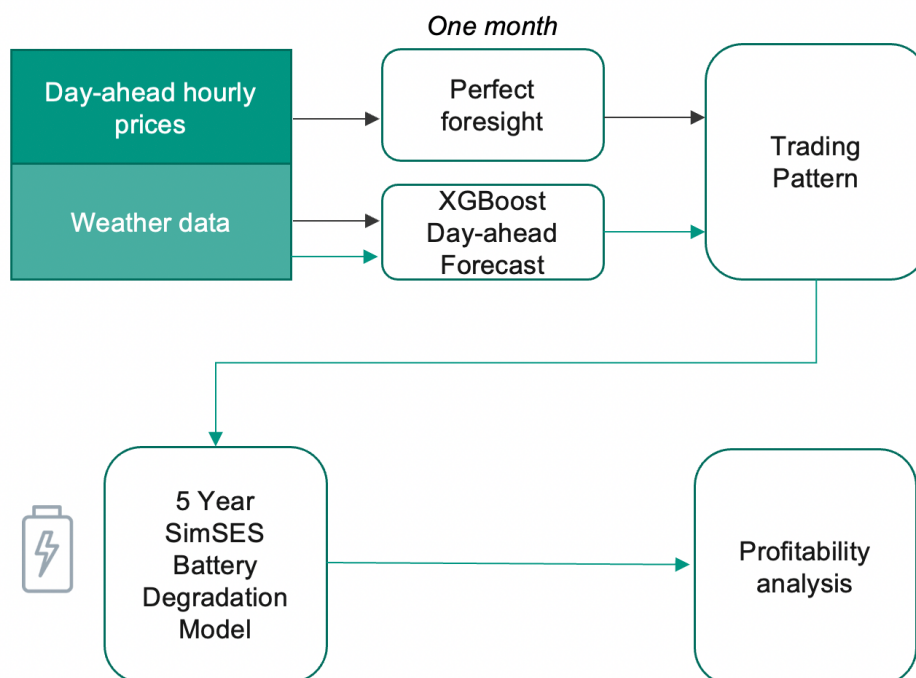 One month
Day-ahead hourly
prices
Perfect
foresight
Trading
Pattern
Weather data
XGBoost
Day-ahead
Forecast
5 Year
SimSES
Battery
Degradation
Model
Profitability
analysis